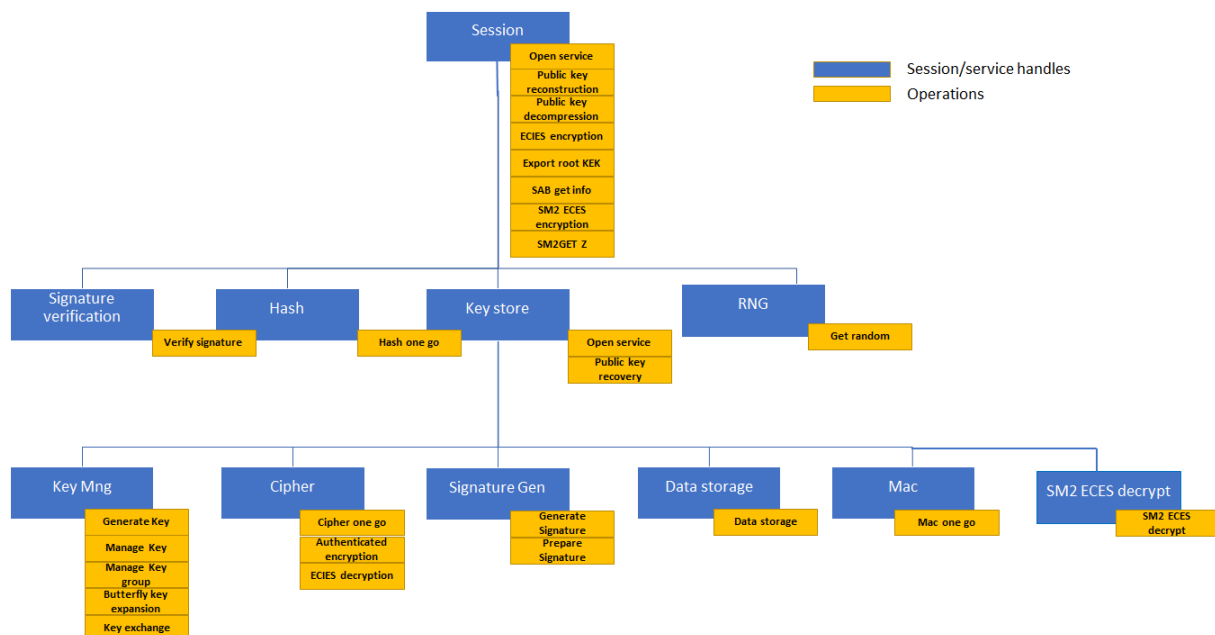 Session
Open service
Public key
reconstruction
Public key
decompression
ECIES encryption
Export root KEK
SAB get info
SM2 ECES
encryption
SM2GET Z
Session/service handles
Operations
Signature
verification
Verify signature
Hash
Hash one go
Key store
Open service
Public key
recovery
RNG
Get random
Key Mng
Generate Key
Manage Key
Manage Key
group
Butterfly key
expansion
Key exchange
Cipher
Cipher one go
Authenticated
encryption
ECIES decryption
Signature Gen
Generate
Signature
Prepare
Signature
Data storage
Data storage
Mac
Mac one go
SM2 ECES decrypt
SM2 ECES
decrypt